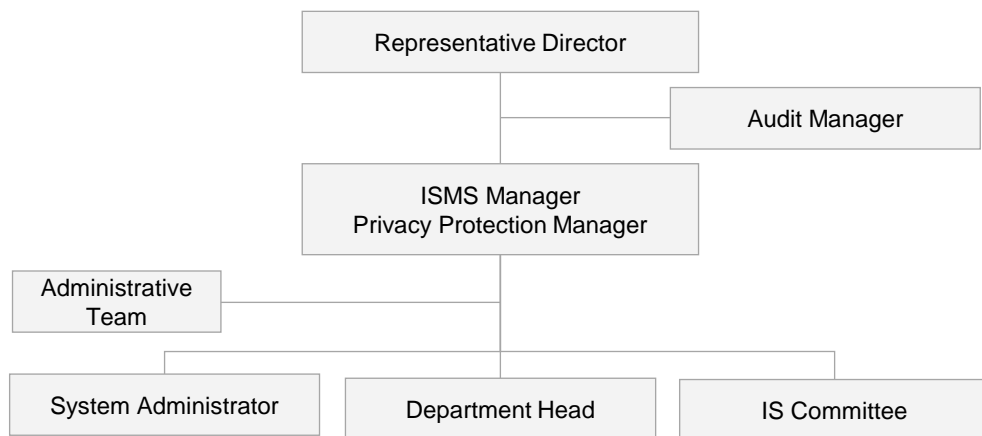 Representative Director
Audit Manager
ISMS Manager
Privacy Protection Manager
Administrative
Team
System Administrator
Department Head
IS Committee